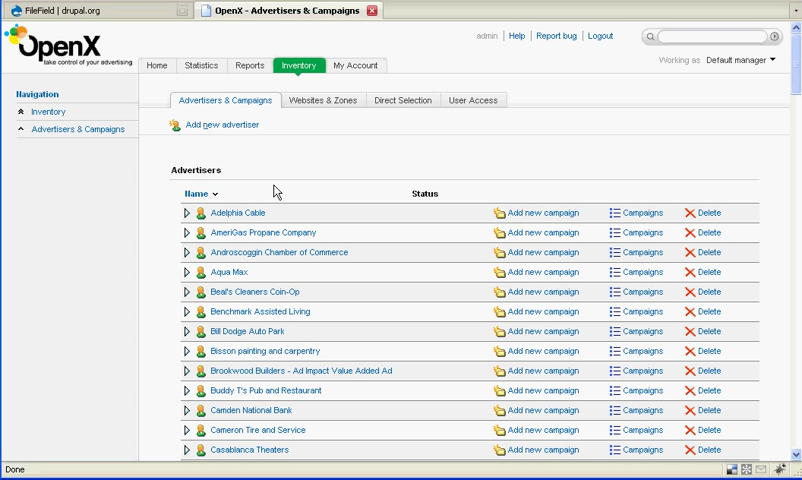 FileField | drupal.org
OpenX - Advertisers & Campaigns
OpenX
take control of your advertising
admin Help Report bug Logout
Home Statistics Reports Inventory My Account
Working as Default manager
Navigation
Inventory
Advertisers & Campaigns
Advertisers & Campaigns Websites & Zones Direct Selection User Access
Add new advertiser
Advertisers
Name Status
Adelphia Cable Add new campaign Campaigns Delete
AmeriGas Propane Company Add new campaign Campaigns Delete
Androscoggin Chamber of Commerce Add new campaign Campaigns Delete
Aqua Max Add new campaign Campaigns Delete
Beal's Cleaners Coin-Op Add new campaign Campaigns Delete
Benchmark Assisted Living Add new campaign Campaigns Delete
Bill Dodge Auto Park Add new campaign Campaigns Delete
Bisson painting and carpentry Add new campaign Campaigns Delete
Brookwood Builders - Ad Impact Value Added Ad Add new campaign Campaigns Delete
Buddy T's Pub and Restaurant Add new campaign Campaigns Delete
Camden National Bank Add new campaign Campaigns Delete
Cameron Tire and Service Add new campaign Campaigns Delete
Casablanca Theaters Add new campaign Campaigns Delete
Done